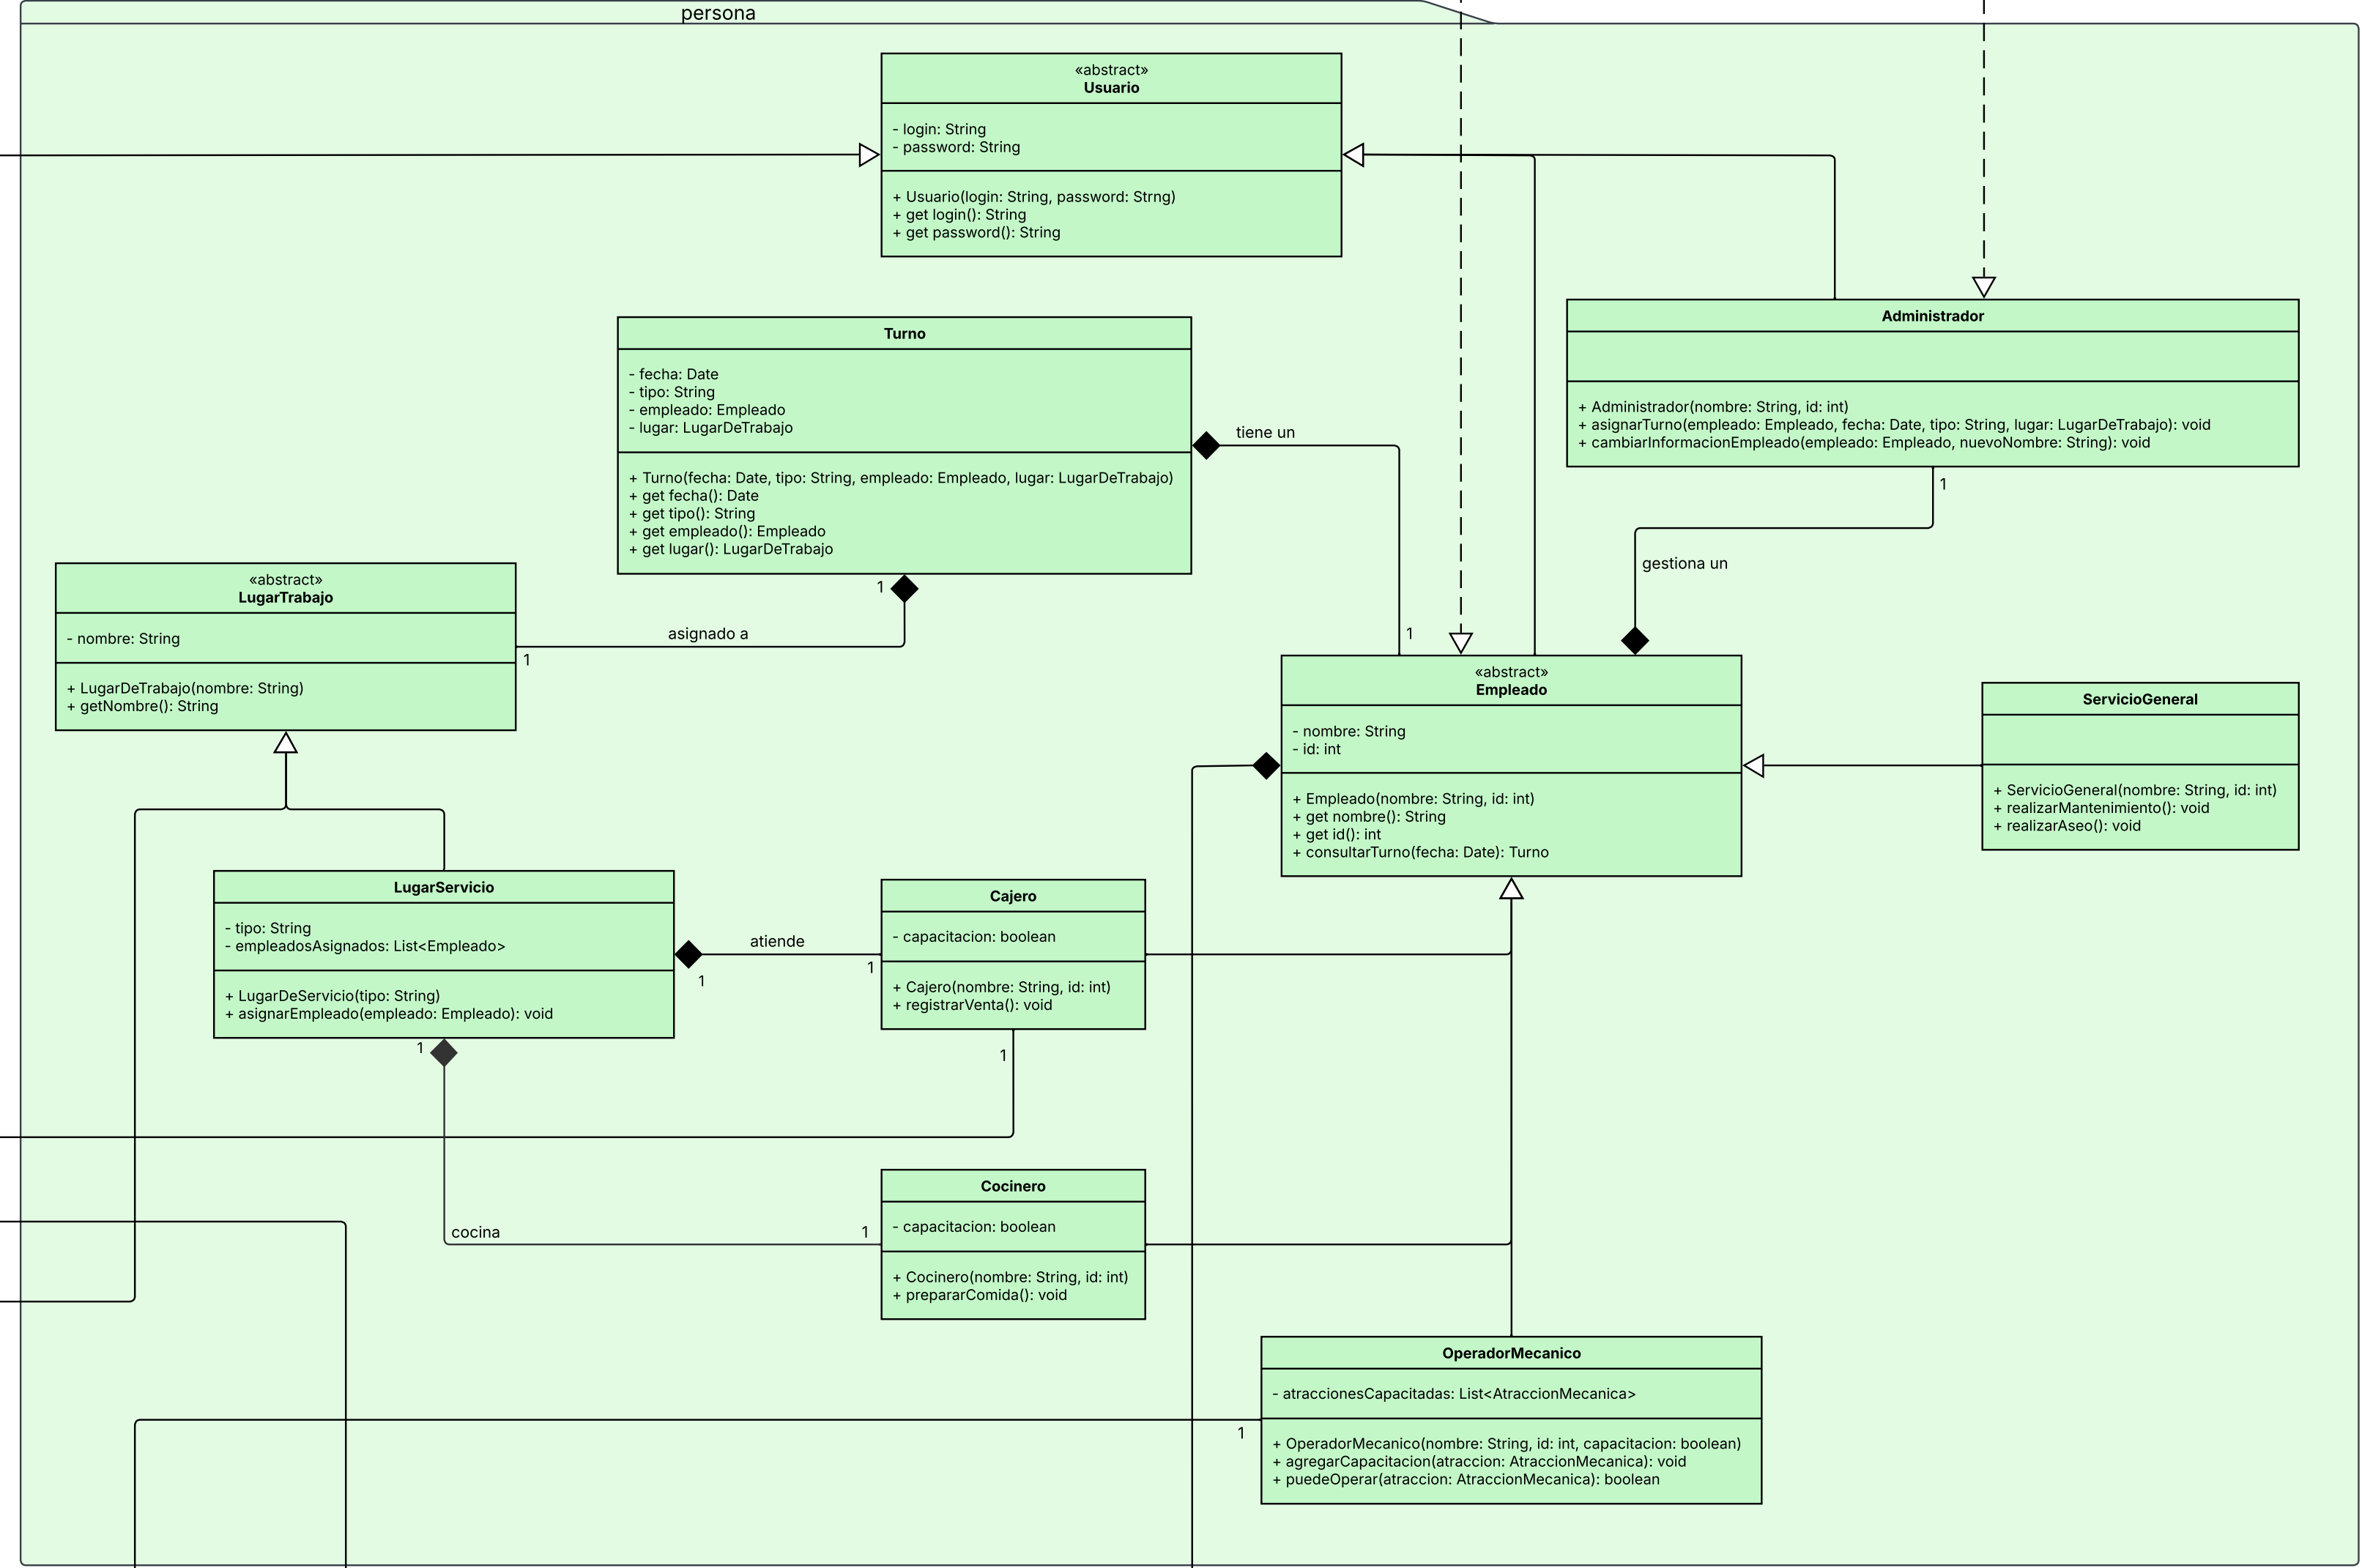 persona
«abstract»
Usuario
- login: String
- password: String
+ Usuario(login: String, password: Strng)
+ get login(): String
+ get password(): String
Turno
- fecha: Date
- tipo: String
- empleado: Empleado
- lugar: LugarDeTrabajo
+ Turno(fecha: Date, tipo: String, empleado: Empleado, lugar: LugarDeTrabajo)
+ get fecha(): Date
+ get tipo(): String
+ get empleado(): Empleado
+ get lugar(): LugarDeTrabajo
tiene un
1
Administrador
+ Administrador(nombre: String, id: int)
+ asignarTurno(empleado: Empleado, fecha: Date, tipo: String, lugar: LugarDeTrabajo): void
+ cambiarInformacionEmpleado(empleado: Empleado, nuevoNombre: String): void
1
gestiona un
«abstract»
LugarTrabajo
- nombre: String
+ LugarDeTrabajo(nombre: String)
+ getNombre(): String
1
asignado a
1
«abstract»
Empleado
- nombre: String
- id: int
+ Empleado(nombre: String, id: int)
+ get nombre(): String
+ get id(): int
+ consultarTurno(fecha: Date): Turno
ServicioGeneral
+ ServicioGeneral(nombre: String, id: int)
+ realizarMantenimiento(): void
+ realizarAseo(): void
LugarServicio
- tipo: String
- empleadosAsignados: List<Empleado>
+ LugarDeServicio(tipo: String)
+ asignarEmpleado(empleado: Empleado): void
atiende
1
1
Cajero
- capacitacion: boolean
+ Cajero(nombre: String, id: int)
+ registrarVenta(): void
1
1
cocina
1
Cocinero
- capacitacion: boolean
+ Cocinero(nombre: String, id: int)
+ prepararComida(): void
OperadorMecanico
- atraccionesCapacitadas: List<AtraccionMecanica>
+ OperadorMecanico(nombre: String, id: int, capacitacion: boolean)
+ agregarCapacitacion(atraccion: AtraccionMecanica): void
+ puedeOperar(atraccion: AtraccionMecanica): boolean
1